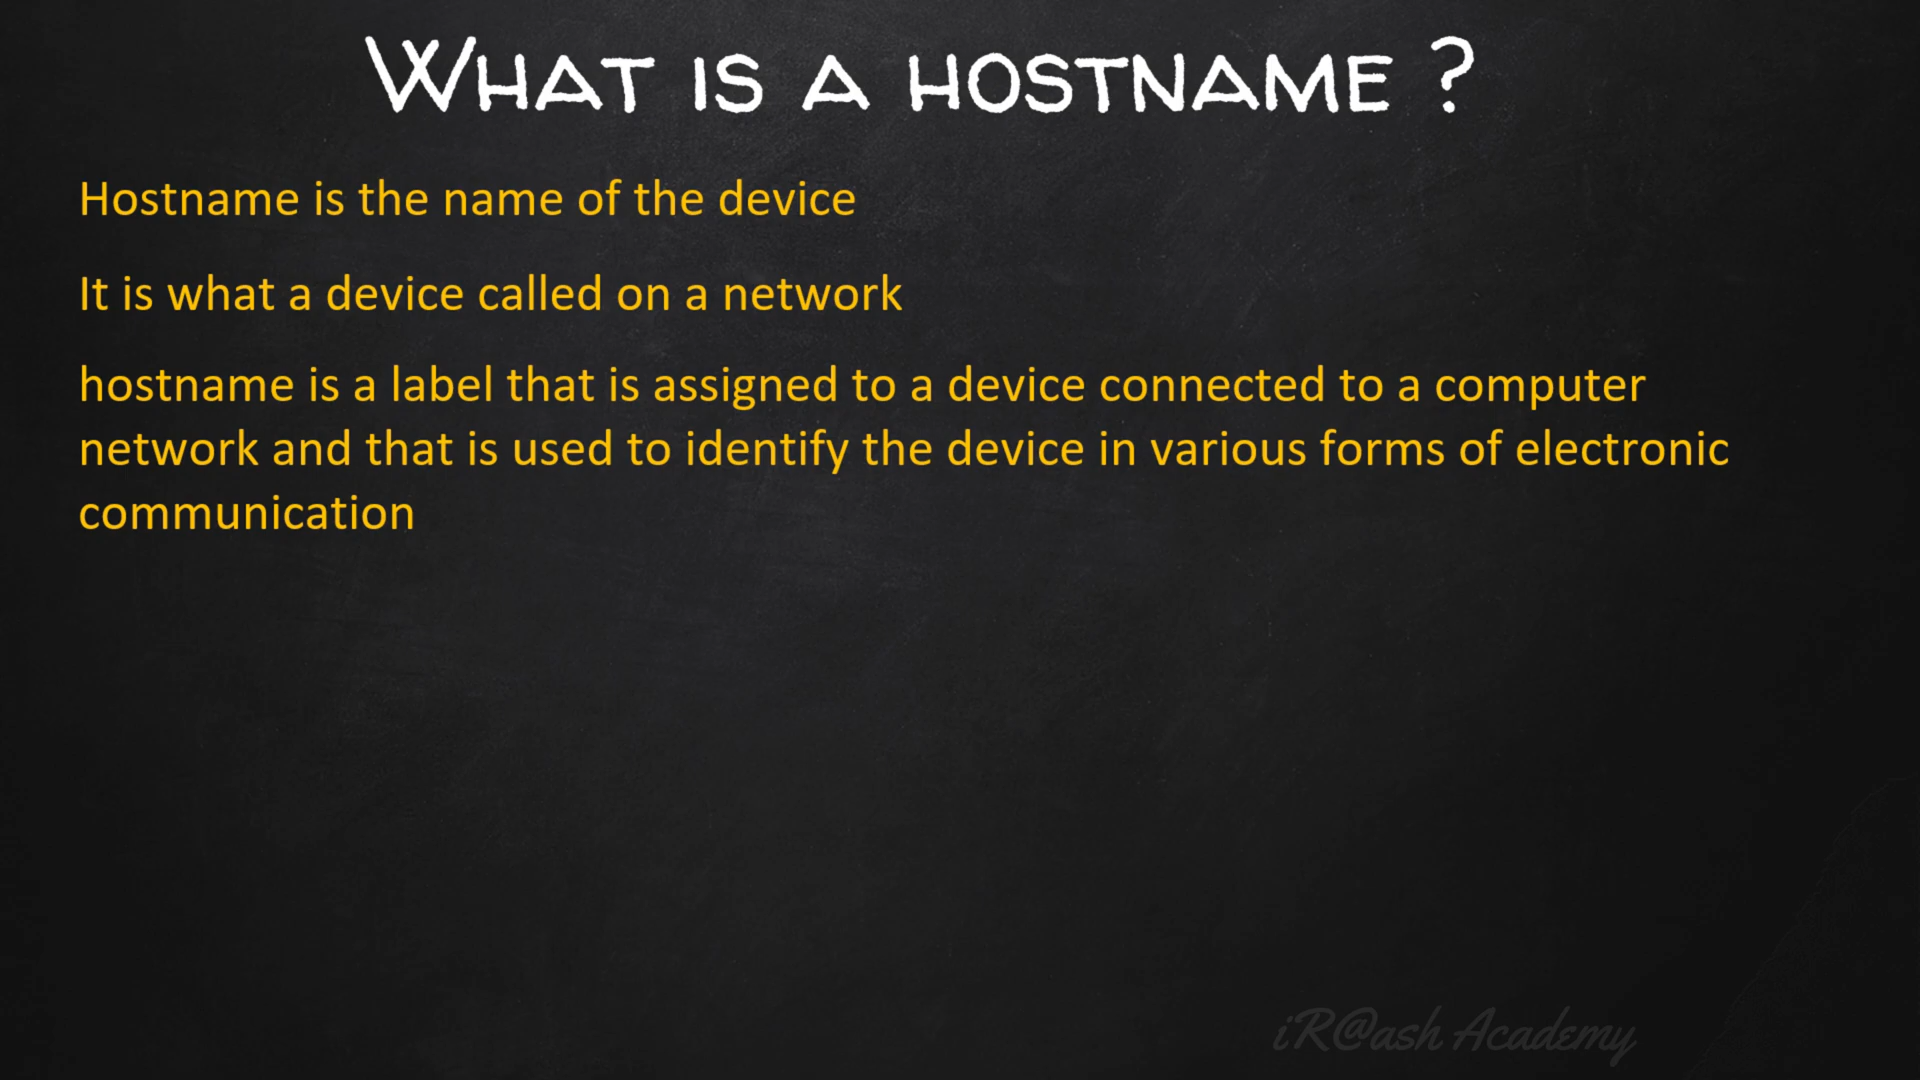 What is a hostname ?
Hostname is the name of the device
It is what a device called on a network
hostname is a label that is assigned to a device connected to a computer
network and that is used to identify the device in various forms of electronic
communication
iR@ash Academy